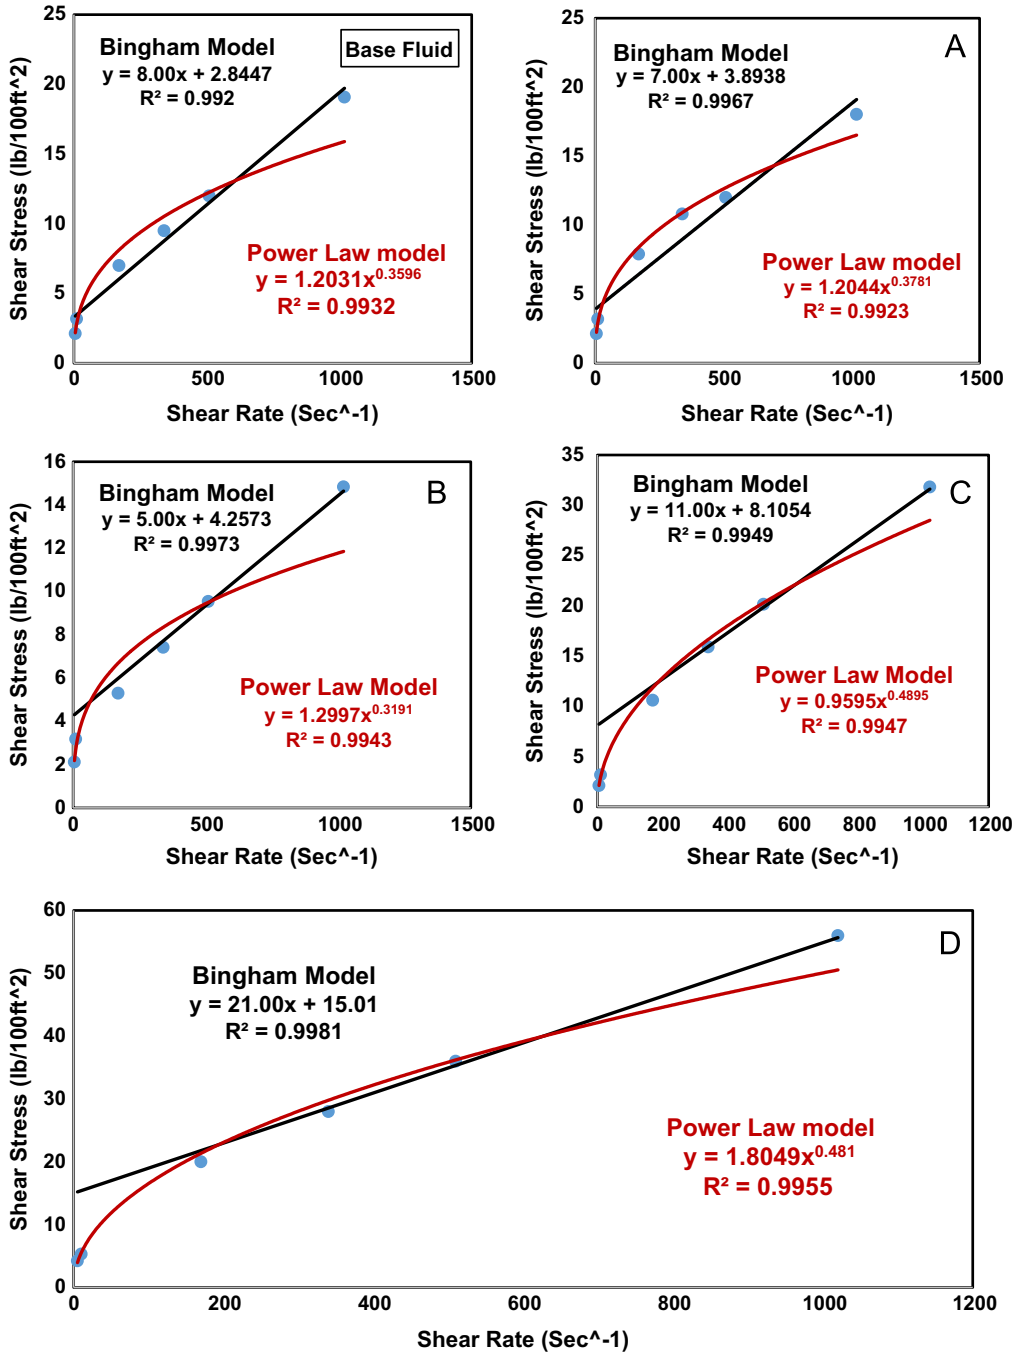 Shear Stress (lb/100ft^2)
25
20
15
10
5
0
Bingham Model
y = 8.00x + 2.8447
R² = 0.992
Base Fluid
Power Law model
y = 1.2031x^0.3596
R² = 0.9932
0 500 1000 1500
Shear Rate (Sec^-1)
Shear Stress (lb/100ft^2)
25
20
15
10
5
0
Bingham Model
y = 7.00x + 3.8938
R² = 0.9967
A
Power Law model
y = 1.2044x^0.3781
R² = 0.9923
0 500 1000 1500
Shear Rate (Sec^-1)
Shear Stress (lb/100ft^2)
16
14
12
10
8
6
4
2
0
Bingham Model
y = 5.00x + 4.2573
R² = 0.9973
B
Power Law Model
y = 1.2997x^0.3191
R² = 0.9943
0 500 1000 1500
Shear Rate (Sec^-1)
Shear Stress (lb/100ft^2)
35
30
25
20
15
10
5
0
Bingham Model
y = 11.00x + 8.1054
R² = 0.9949
C
Power Law model
y = 0.9595x^0.4895
R² = 0.9947
0 200 400 600 800 1000 1200
Shear Rate (Sec^-1)
Shear Stress (lb/100ft^2)
60
50
40
30
20
10
0
Bingham Model
y = 21.00x + 15.01
R² = 0.9981
D
Power Law model
y = 1.8049x^0.481
R² = 0.9955
0 200 400 600 800 1000 1200
Shear Rate (Sec^-1)